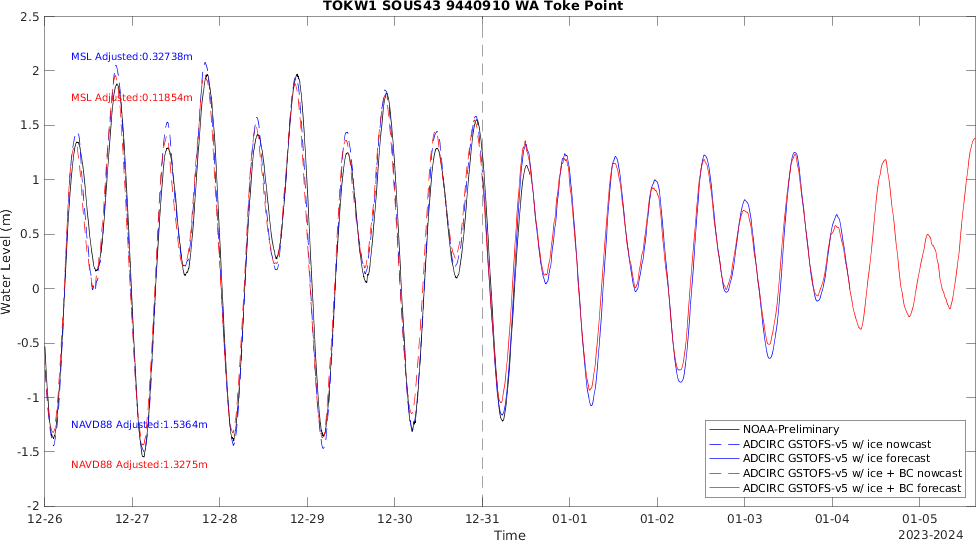 TOKW1 SOUS43 9440910 WA Toke Point
2.5
2
1.5
1
0.5
0
-0.5
-1
-1.5
-2
Water Level (m)
MSL Adjusted:0.32738m
MSL Adjusted:0.11854m
NAVD88 Adjusted:1.5364m
NAVD88 Adjusted:1.3275m
NOAA-Preliminary
ADCIRC GSTOFS-v5 w/ ice nowcast
ADCIRC GSTOFS-v5 w/ ice forecast
ADCIRC GSTOFS-v5 w/ ice + BC nowcast
ADCIRC GSTOFS-v5 w/ ice + BC forecast
12-26 12-27 12-28 12-29 12-30 12-31 01-01 01-02 01-03 01-04 01-05
Time
2023-2024